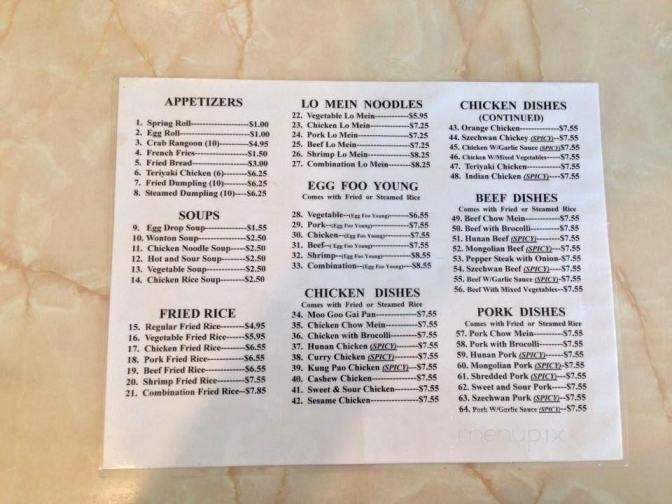 APPETIZERS
1. Spring Roll---------------$1.00
2. Egg Roll------------------$1.00
3. Crab Rangoon (10)------$4.95
4. French Fries-------------$1.50
5. Fried Bread-------------$3.00
6. Teriyaki Chicken (6)-----$6.25
7. Fried Dumpling (10)-----$6.25
8. Steamed Dumpling (10)---$6.25
SOUPS
9. Egg Drop Soup---------$1.55
10. Wonton Soup-----------$2.50
11. Chicken Noodle Soup----$2.50
12. Hot and Sour Soup-----$2.50
13. Vegetable Soup---------$2.50
14. Chicken Rice Soup------$2.50
FRIED RICE
15. Regular Fried Rice------$4.95
16. Vegetable Fried Rice-----$5.95
17. Chicken Fried Rice------$6.55
18. Pork Fried Rice---------$6.55
19. Beef Fried Rice---------$6.55
20. Shrimp Fried Rice------$7.55
21. Combination Fried Rice--$7.85
LO MEIN NOODLES
22. Vegetable Lo Mein---------$5.95
23. Chicken Lo Mein----------$7.25
24. Pork Lo Mein-------------$7.25
25. Beef Lo Mein-------------$7.25
26. Shrimp Lo Mein----------$8.25
27. Combination Lo Mein-----$8.25
EGG FOO YOUNG
Comes with Fried or Steamed Rice
28. Vegetable--(Egg Foo Young)------$6.55
29. Pork--(Egg Foo Young)---------$7.55
30. Chicken--(Egg Foo Young)------$7.55
31. Beef--( Egg Foo Young)--------$7.55
32. Shrimp--(Egg Foo Young)------$8.55
33. Combination--(Egg Foo Young)--$8.55
CHICKEN DISHES
Comes with Fried or Steamed Rice
34. Moo Goo Gai Pan---------$7.55
35. Chicken Chow Mein------$7.55
36. Chicken with Brocolli-----$7.55
37. Hunan Chicken (SPICY)-----$7.55
38. Curry Chicken (SPICY)------$7.55
39. Kung Pao Chicken (SPICY)---$7.55
40. Cashew Chicken----------$7.55
41. Sweet & Sour Chicken-----$7.55
42. Sesame Chicken-----------$7.55
CHICKEN DISHES
(CONTINUED)
43. Orange Chicken----------$7.55
44. Szechwan Chickey (SPICY)---$7.55
45. Chicken W/Garlic Sauce (SPICY)--$7.55
46. Chicken W/Mixed Vegetables-----$7.55
47. Teriyaki Chicken---------$7.55
48. Indian Chicken (SPICY)----$7.55
BEEF DISHES
Comes with Fried or Steamed Rice
49. Beef Chow Mein---------$7.55
50. Beef with Brocolli-------$7.55
51. Hunan Beef (SPICY)-------$7.55
52. Mongolian Beef (SPICY)----$7.55
53. Pepper Steak with Onion--$7.55
54. Szechwan Beef (SPICY)----$7.55
55. Beef W/Garlic Sauce (SPICY)---$7.55
56. Beef With Mixed Vegetables--$7.55
PORK DISHES
Comes with Fried or Steamed Rice
57. Pork Chow Mein--------$7.55
58. Pork with Brocolli-------$7.55
59. Hunan Pork (SPICY)------$7.55
60. Mongolian Pork (SPICY)---$7.55
61. Shredded Pork (SPICY)----$7.55
62. Sweet and Sour Pork-----$7.55
63. Szechwan Pork (SPICY)----$7.55
64. Pork W/Garlic Sauce (SPICY)---$7.55
menupix